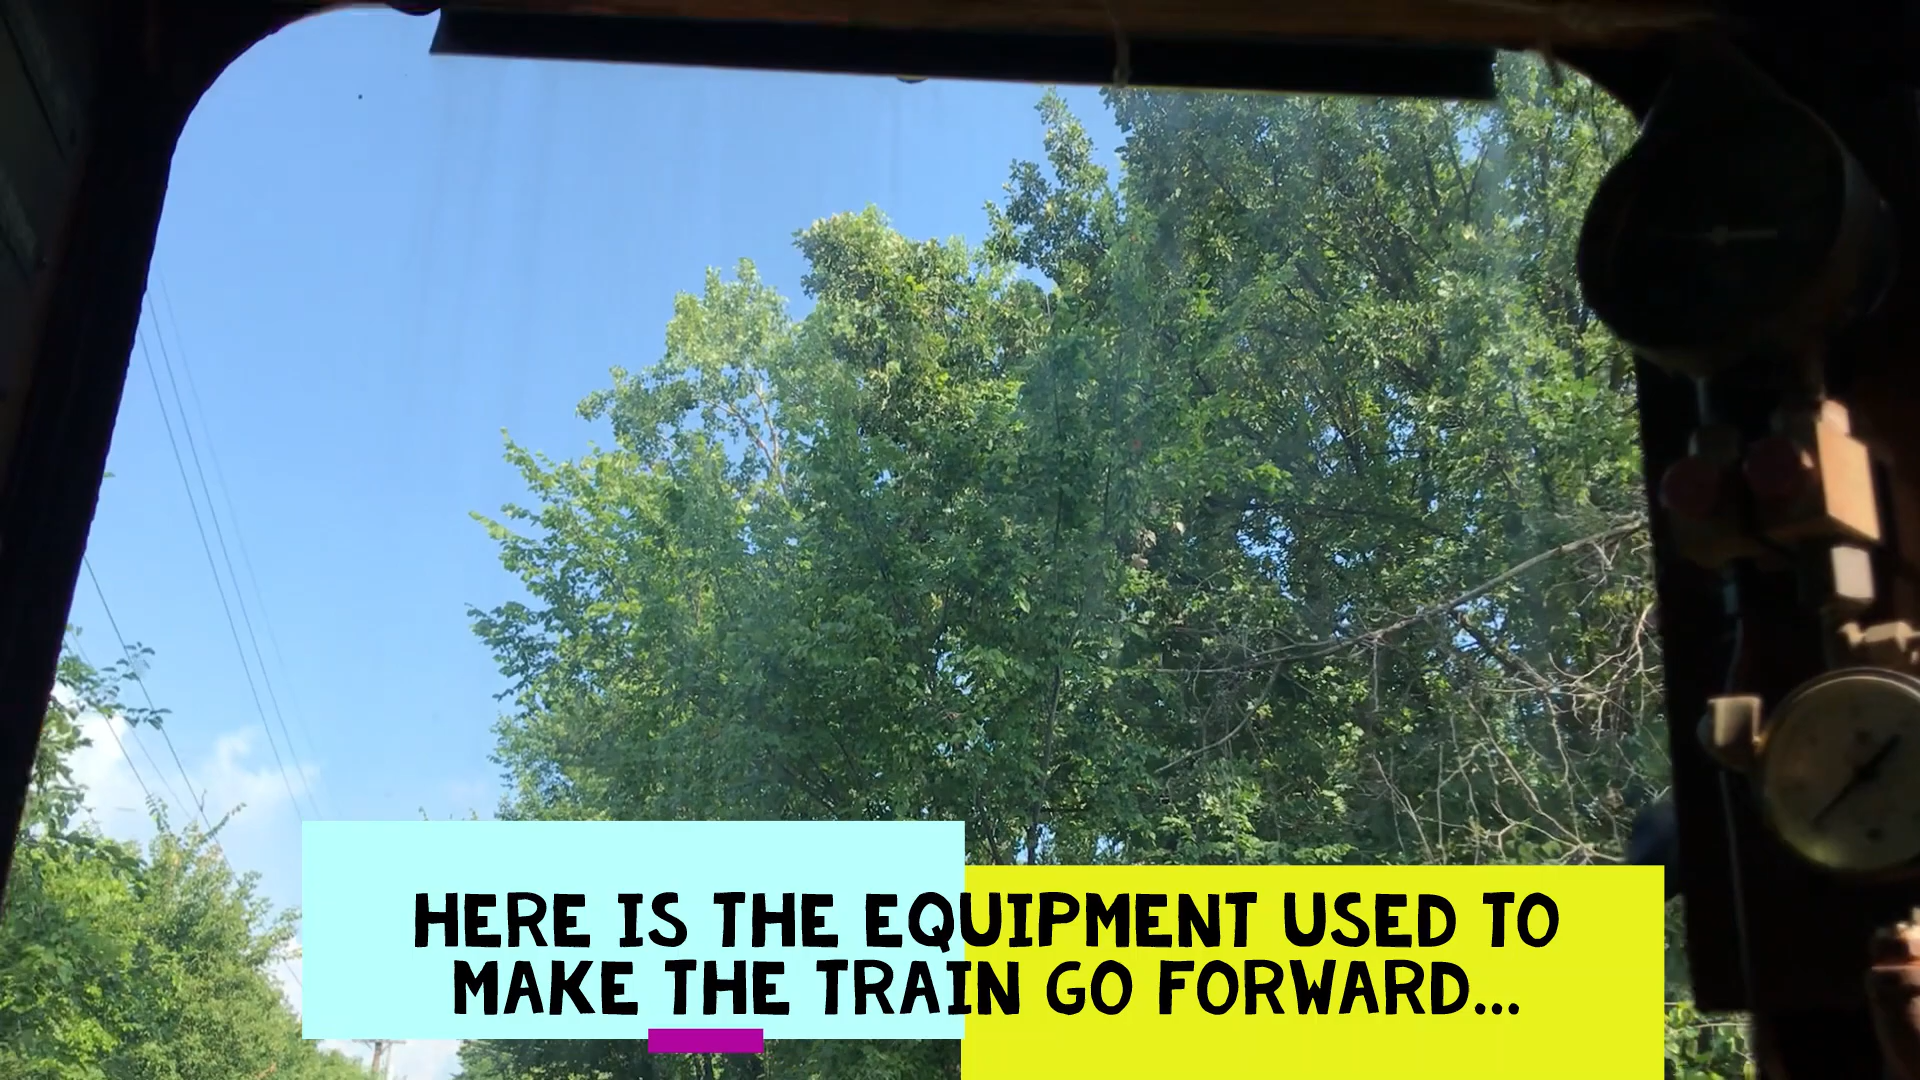 HERE IS THE EQUIPMENT USED TO
MAKE THE TRAIN GO FORWARD...